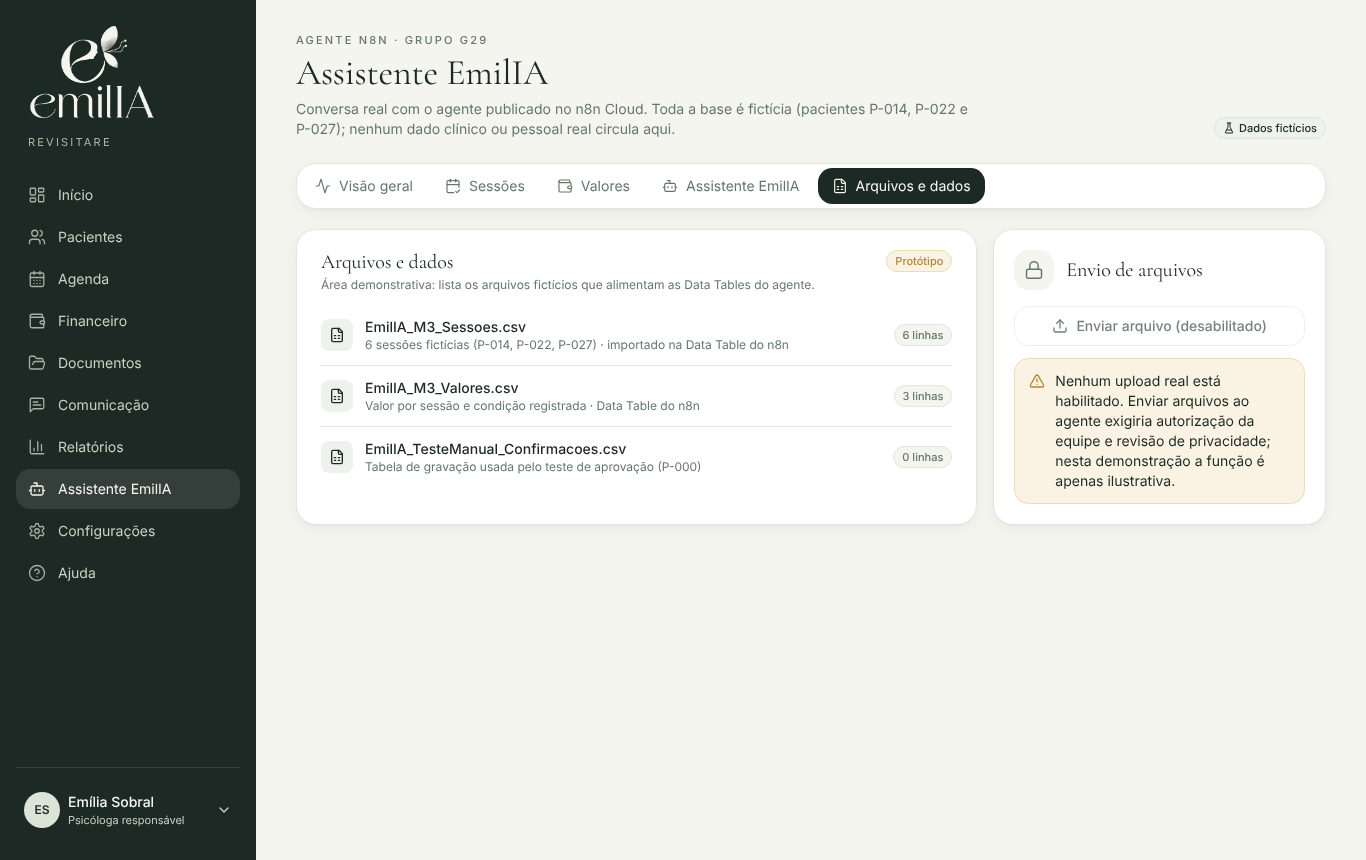 emilIA
REVISITARE
Início
Pacientes
Agenda
Financeiro
Documentos
Comunicação
Relatórios
Assistente EmilIA
Configurações
Ajuda
ES
Emília Sobral
Psicóloga responsável
AGENTE N8N · GRUPO G29
Assistente EmilIA
Conversa real com o agente publicado no n8n Cloud. Toda a base é fictícia (pacientes P-014, P-022 e
P-027); nenhum dado clínico ou pessoal real circula aqui.
Dados fictícios
Visão geral
Sessões
Valores
Assistente EmilIA
Arquivos e dados
Arquivos e dados
Protótipo
Área demonstrativa: lista os arquivos fictícios que alimentam as Data Tables do agente.
EmilIA_M3_Sessoes.csv
6 sessões fictícias (P-014, P-022, P-027) · importado na Data Table do n8n
6 linhas
EmilIA_M3_Valores.csv
Valor por sessão e condição registrada · Data Table do n8n
3 linhas
EmilIA_TesteManual_Confirmacoes.csv
Tabela de gravação usada pelo teste de aprovação (P-000)
0 linhas
Envio de arquivos
Enviar arquivo (desabilitado)
Nenhum upload real está
habilitado. Enviar arquivos ao
agente exigiria autorização da
equipe e revisão de privacidade;
nesta demonstração a função é
apenas ilustrativa.